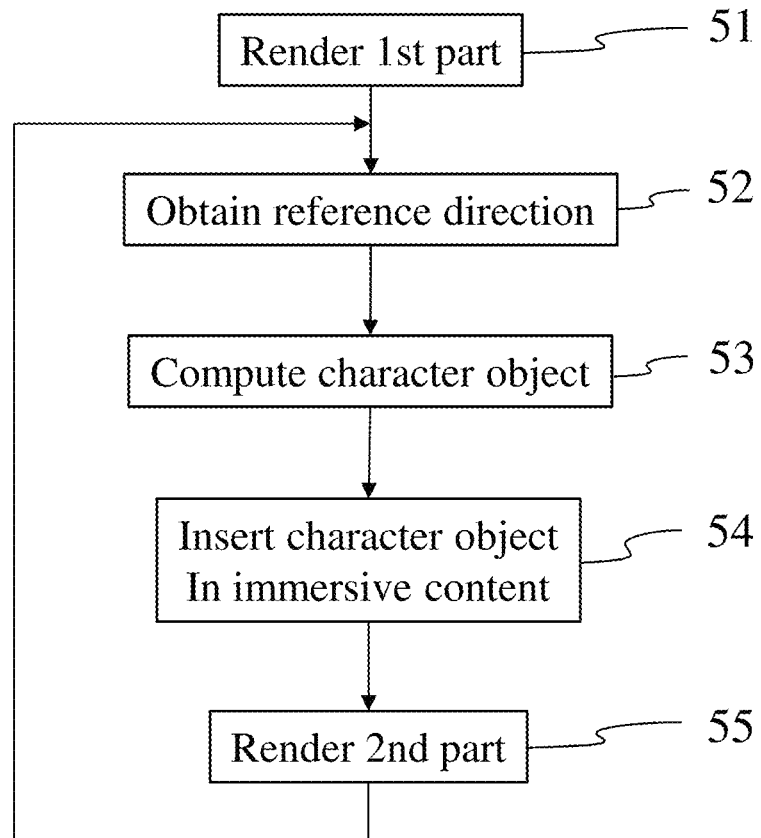 Render 1st part
51
Obtain reference direction
52
Compute character object
53
Insert character object
In immersive content
54
Render 2nd part
55